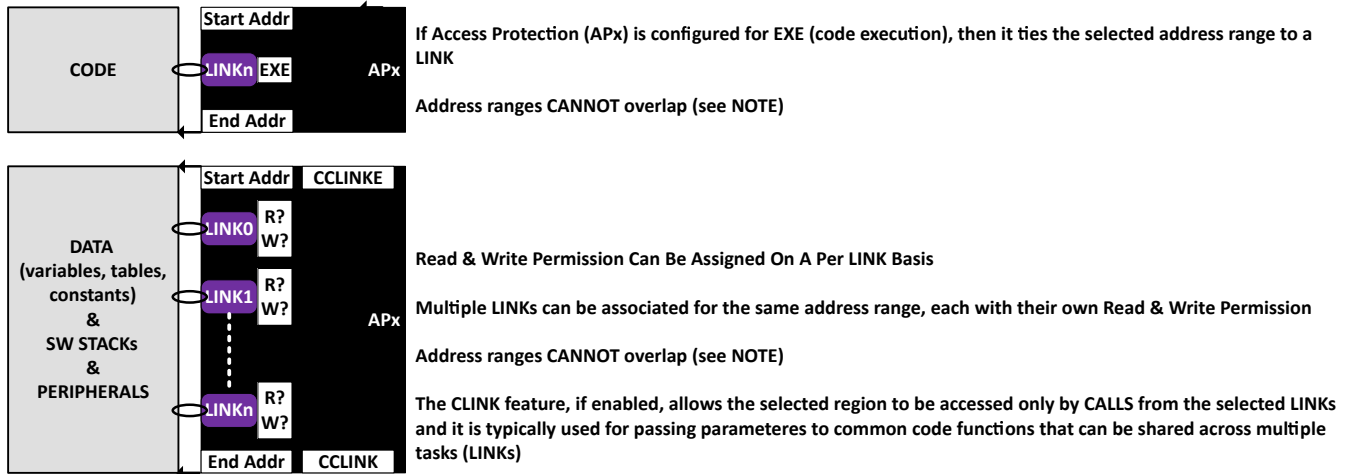 Start Addr
CODE
LINKn EXE
APx
End Addr
If Access Protection (APx) is configured for EXE (code execution), then it ties the selected address range to a
LINK
Address ranges CANNOT overlap (see NOTE)
Start Addr CCLINKE
LINK0
R?
W?
LINK1
R?
W?
DATA
(variables, tables,
constants)
&
SW STACKs
&
PERIPHERALS
APx
LINKn
R?
W?
End Addr CCLINK
Read & Write Permission Can Be Assigned On A Per LINK Basis
Multiple LINKs can be associated for the same address range, each with their own Read & Write Permission
Address ranges CANNOT overlap (see NOTE)
The CLINK feature, if enabled, allows the selected region to be accessed only by CALLS from the selected LINKs
and it is typically used for passing parameteres to common code functions that can be shared across multiple
tasks (LINKs)